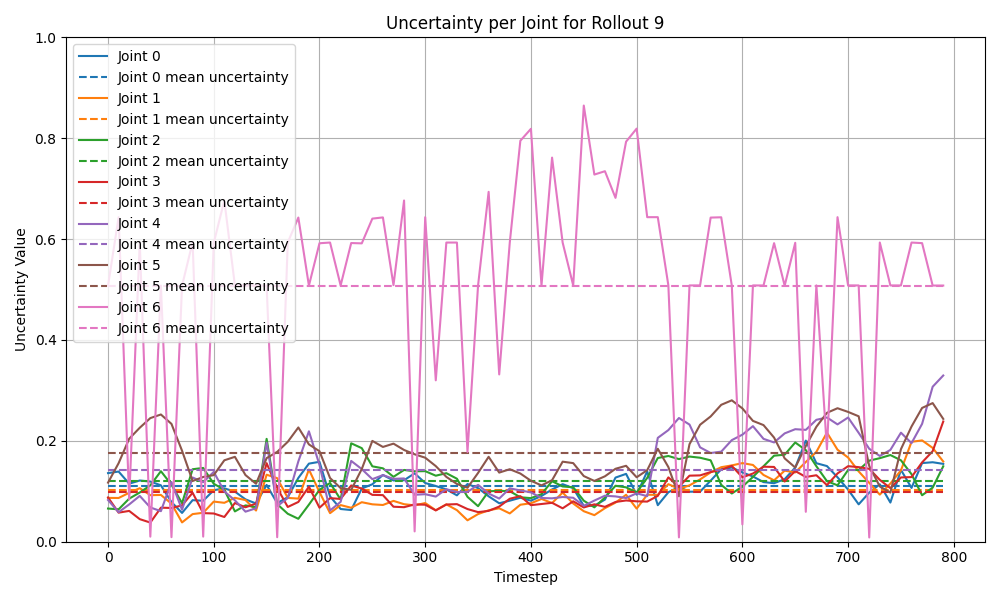 Uncertainty per Joint for Rollout 9
Uncertainty Value
1.0
0.8
0.6
0.4
0.2
0.0
Joint 0
Joint 0 mean uncertainty
Joint 1
Joint 1 mean uncertainty
Joint 2
Joint 2 mean uncertainty
Joint 3
Joint 3 mean uncertainty
Joint 4
Joint 4 mean uncertainty
Joint 5
Joint 5 mean uncertainty
Joint 6
Joint 6 mean uncertainty
0 100 200 300 400 500 600 700 800
Timestep